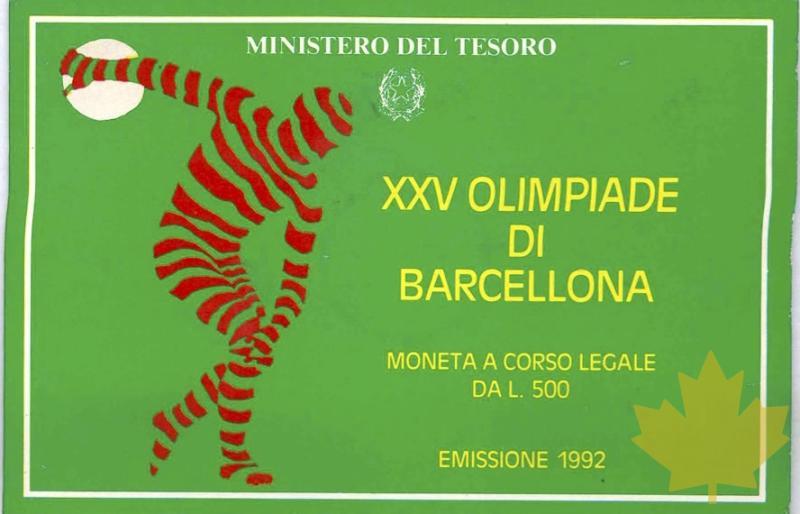 MINISTERO DEL TESORO
XXV OLIMPIADE
DI
BARCELLONA
MONETA A CORSO LEGALE
DA L. 500
EMISSIONE 1992